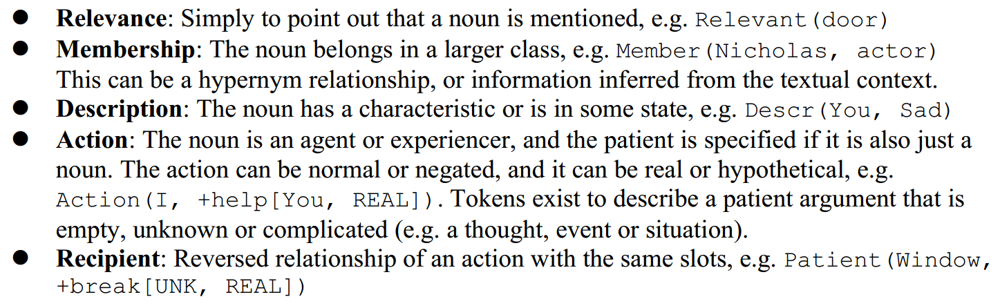 ● Relevance: Simply to point out that a noun is mentioned, e.g. Relevant(door)
● Membership: The noun belongs in a larger class, e.g. Member(Nicholas, actor)
This can be a hypernym relationship, or information inferred from the textual context.
● Description: The noun has a characteristic or is in some state, e.g. Descr(You, Sad)
● Action: The noun is an agent or experiencer, and the patient is specified if it is also just a
noun. The action can be normal or negated, and it can be real or hypothetical, e.g.
Action(I, +help[You, REAL]). Tokens exist to describe a patient argument that is
empty, unknown or complicated (e.g. a thought, event or situation).
● Recipient: Reversed relationship of an action with the same slots, e.g. Patient(Window,
+break[UNK, REAL])